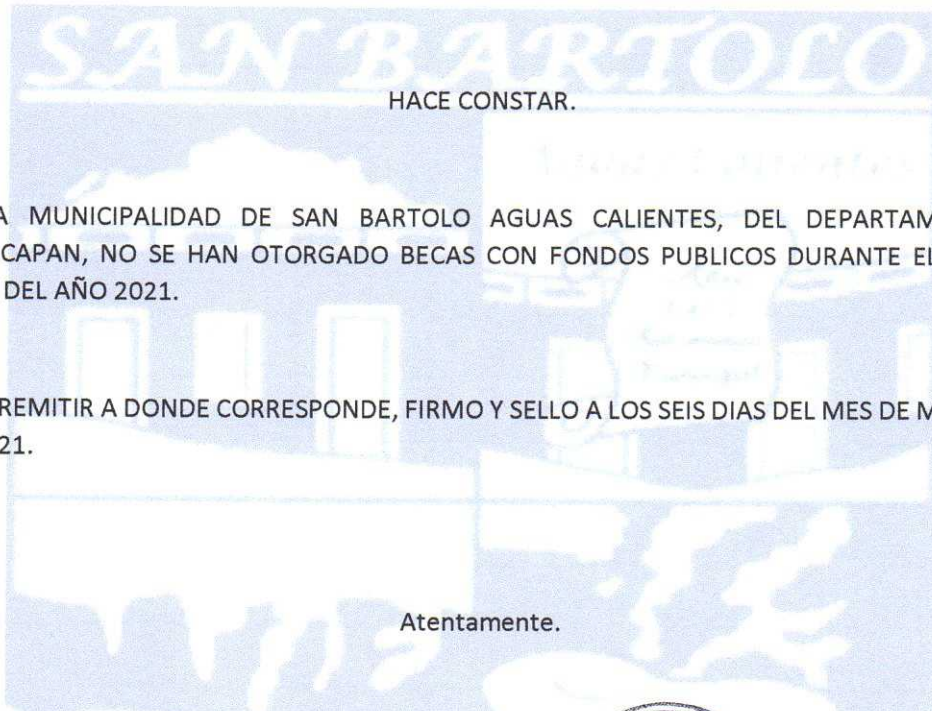 SAN BARTOLO
HACE CONSTAR.
A MUNICIPALIDAD DE SAN BARTOLO AGUAS CALIENTES, DEL DEPARTAM
CAPAN, NO SE HAN OTORGADO BECAS CON FONDOS PUBLICOS DURANTE EL
DEL AÑO 2021.
REMITIR A DONDE CORRESPONDE, FIRMO Y SELLO A LOS SEIS DIAS DEL MES DE M
21.
Atentamente.